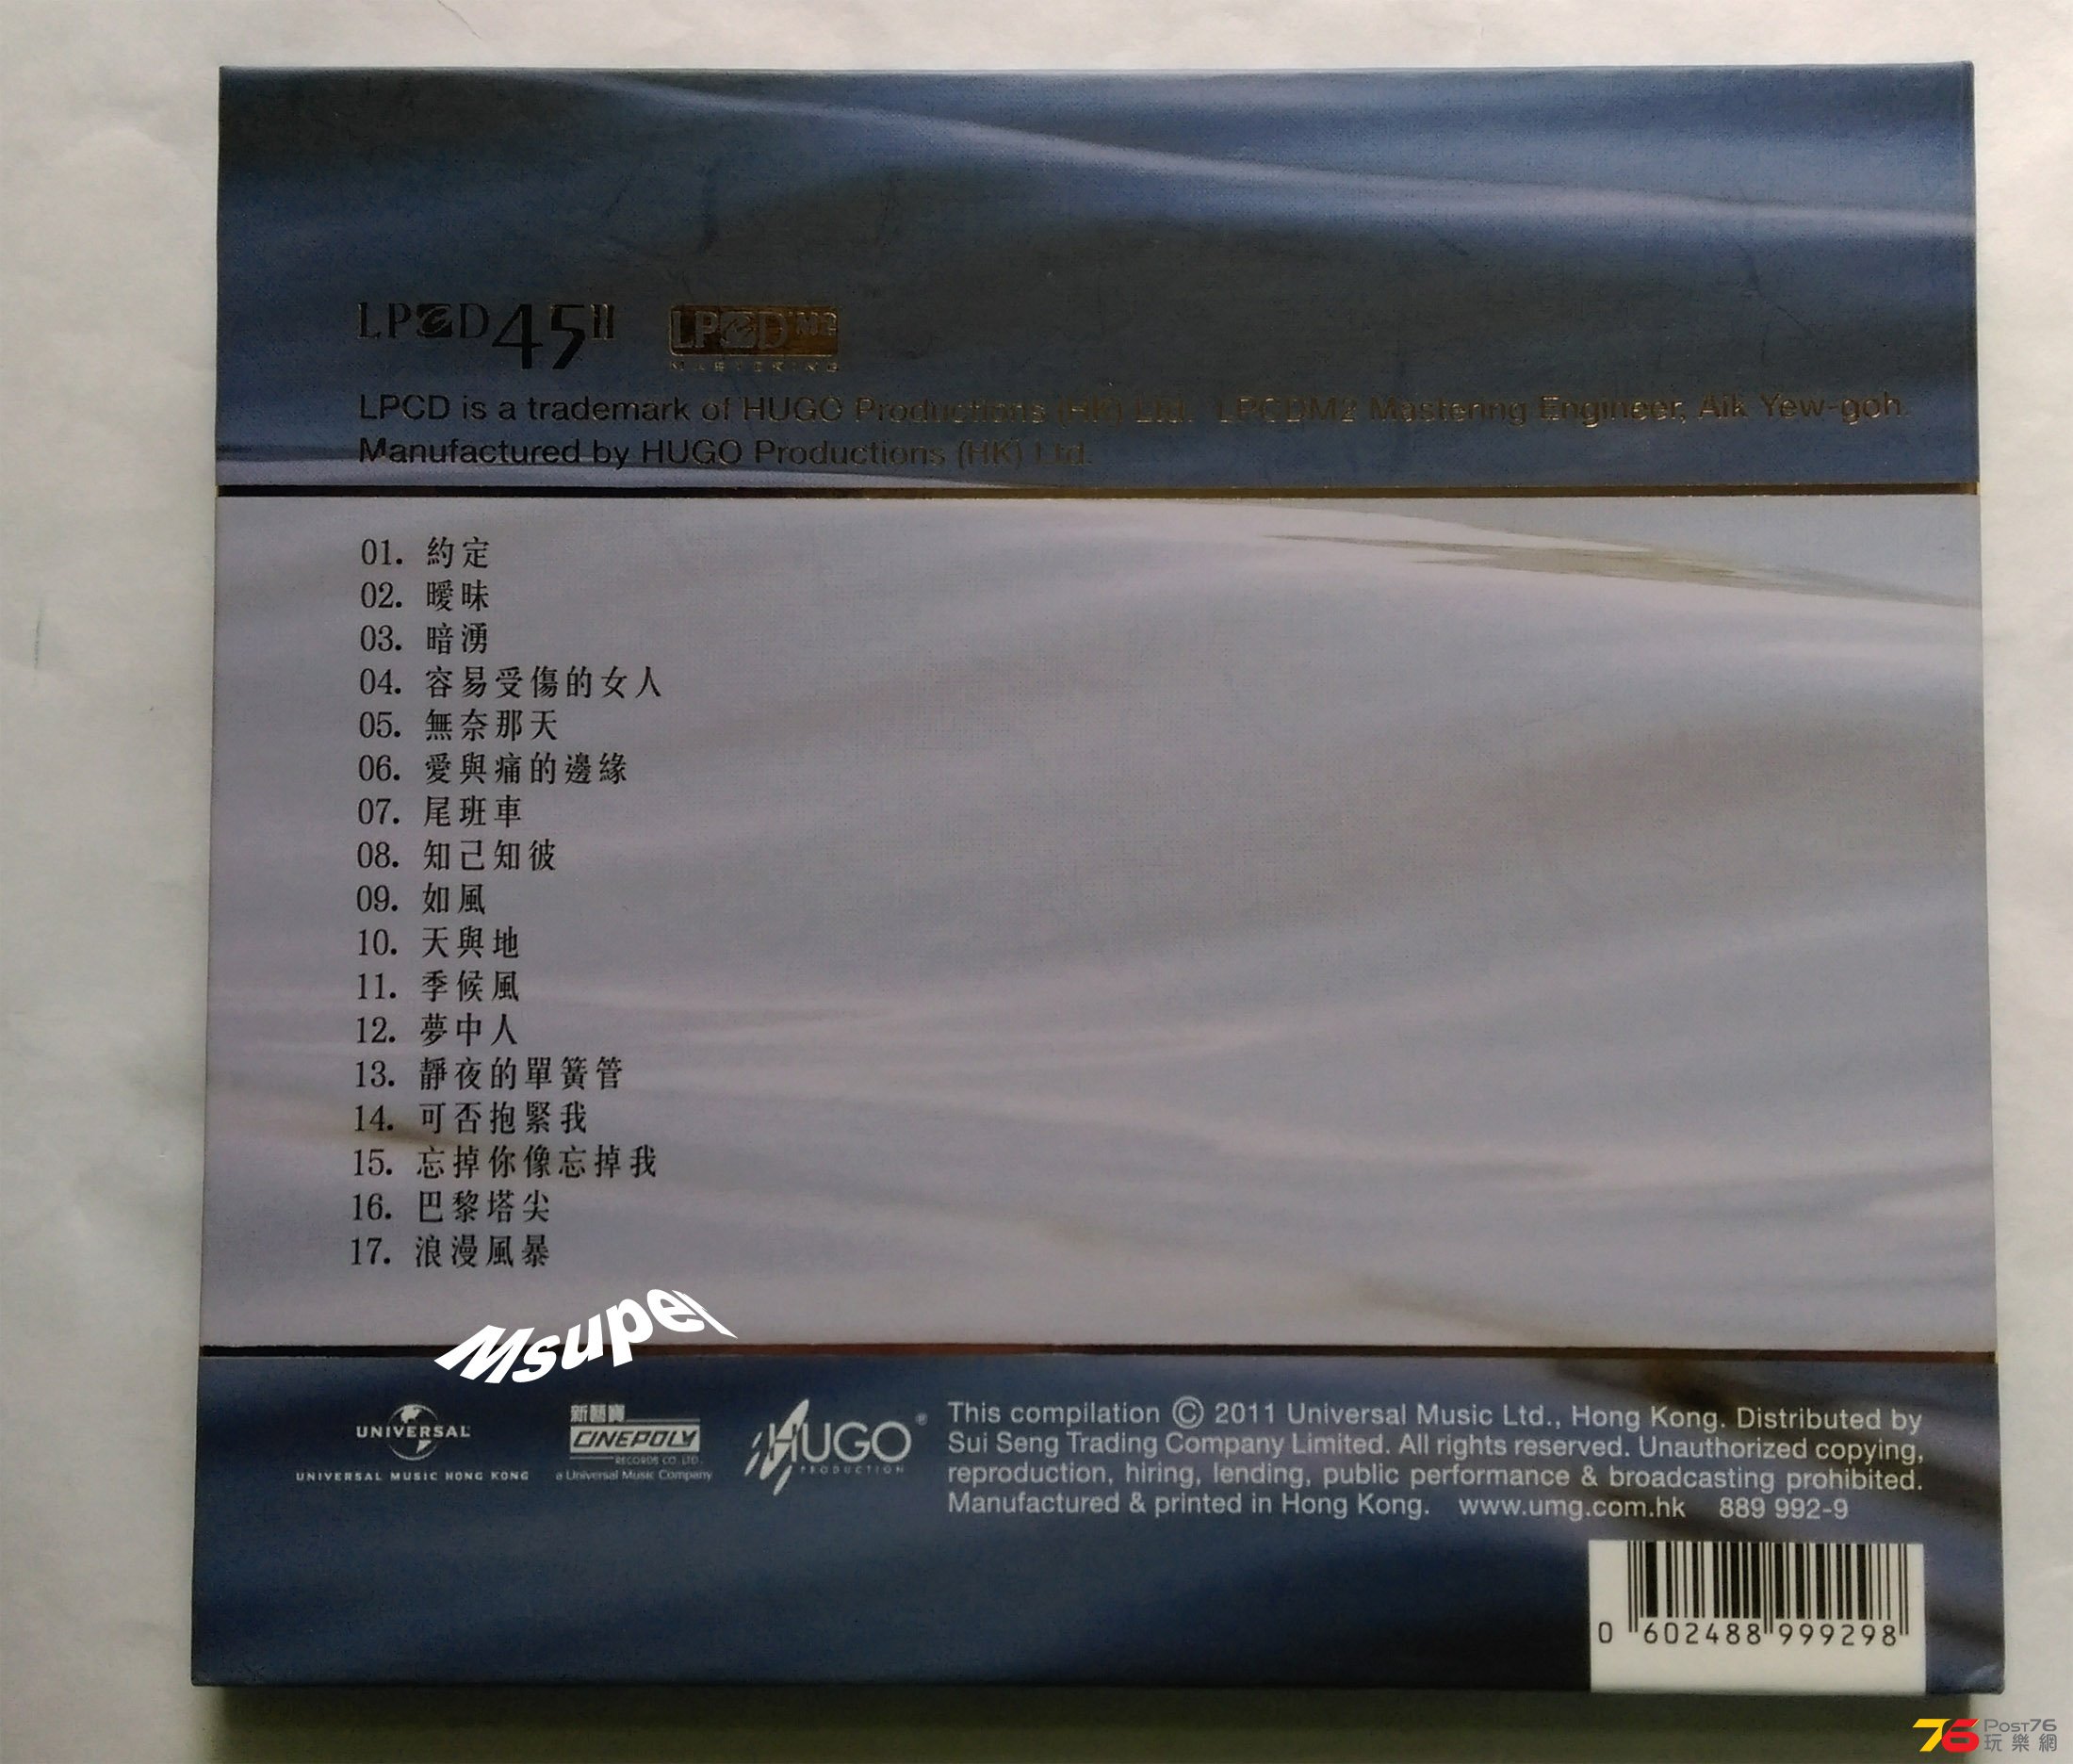 LPCD45II LPCD M2
MASTERING
LPCD is a trademark of HUGO Productions (HK) Ltd. LPCDM2 Mastering Engineer, Aik Yew-goh.
Manufactured by HUGO Productions (HK) Ltd.
01. 約定
02. 曖昧
03. 暗湧
04. 容易受傷的女人
05. 無奈那天
06. 愛與痛的邊緣
07. 尾班車
08. 知己知彼
09. 如風
10. 天與地
11. 季候風
12. 夢中人
13. 靜夜的單簧管
14. 可否抱緊我
15. 忘掉你像忘掉我
16. 巴黎塔尖
17. 浪漫風暴
Msuper
UNIVERSAL
UNIVERSAL MUSIC HONG KONG
新藝寶
CINEPOLY
RECORDS CO. LTD.
a Universal Music Company
HUGO®
PRODUCTION
This compilation Ⓒ 2011 Universal Music Ltd., Hong Kong. Distributed by
Sui Seng Trading Company Limited. All rights reserved. Unauthorized copying,
reproduction, hiring, lending, public performance & broadcasting prohibited.
Manufactured & printed in Hong Kong. www.umg.com.hk 889 992-9
0 602488 999298
76 POST76
玩樂網